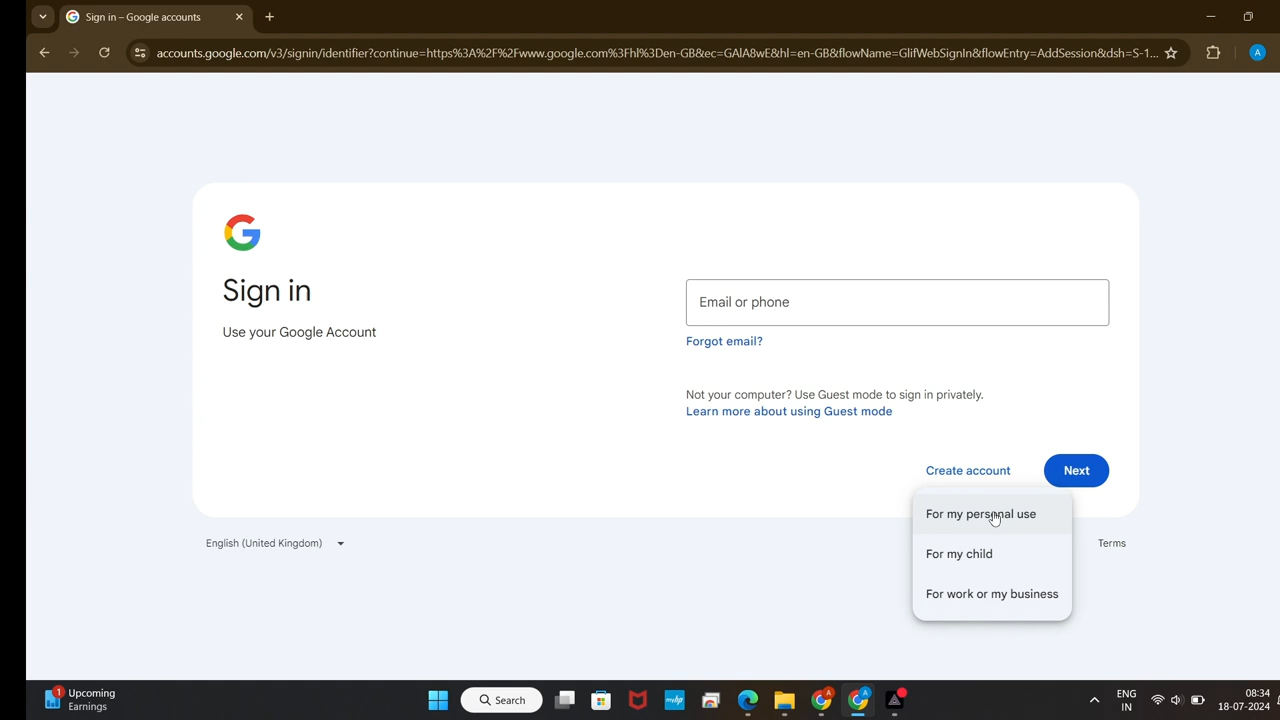 Sign in – Google accounts
accounts.google.com/v3/signin/identifier?continue=https%3A%2F%2Fwww.google.com%3Fhl%3Den-GB&ec=GAlA8wE&hl=en-GB&flowName=GlifWebSignIn&flowEntry=AddSession&dsh=S-1...
A
Sign in
Use your Google Account
Email or phone
Forgot email?
Not your computer? Use Guest mode to sign in privately.
Learn more about using Guest mode
Create account
Next
For my personal use
For my child
For work or my business
English (United Kingdom)
Terms
1
Upcoming
Earnings
Search
myhp
A
A
ENG
IN
08:34
18-07-2024